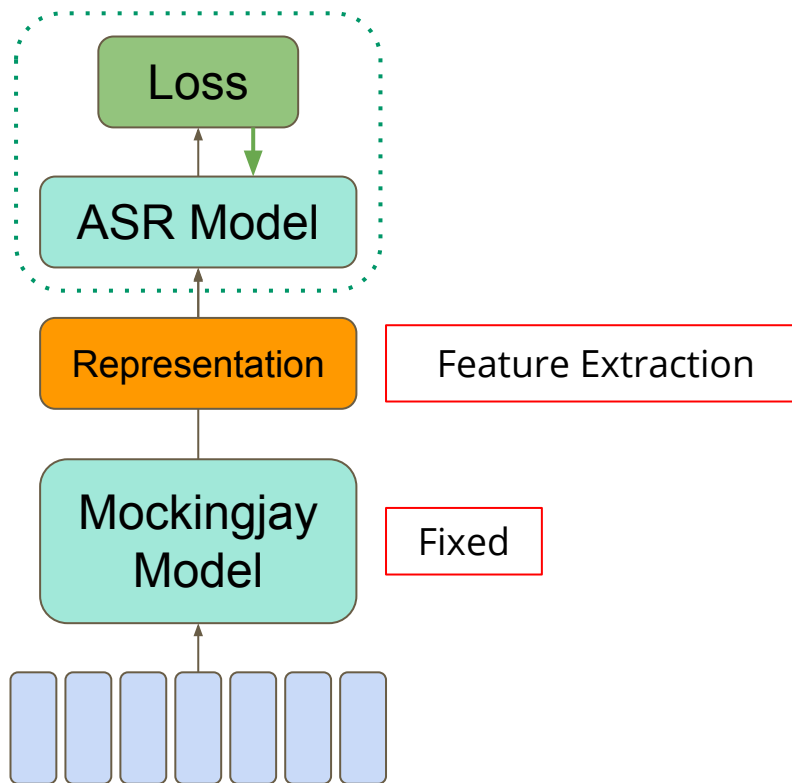 Loss
ASR Model
Representation
Feature Extraction
Mockingjay
Model
Fixed